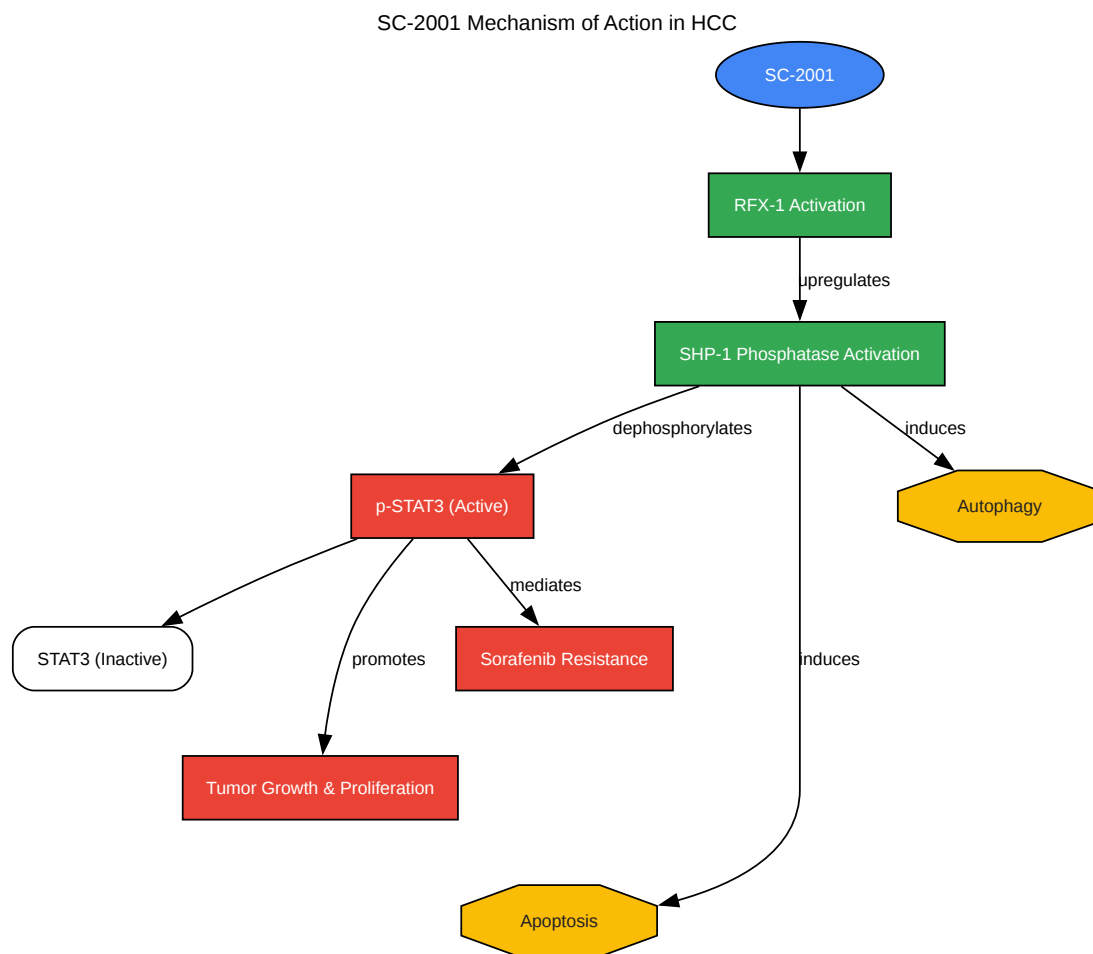 SC-2001 Mechanism of Action in HCC
SC-2001
RFX-1 Activation
upregulates
SHP-1 Phosphatase Activation
dephosphorylates
induces
p-STAT3 (Active)
Autophagy
mediates
STAT3 (Inactive)
promotes
Sorafenib Resistance
induces
Tumor Growth & Proliferation
Apoptosis